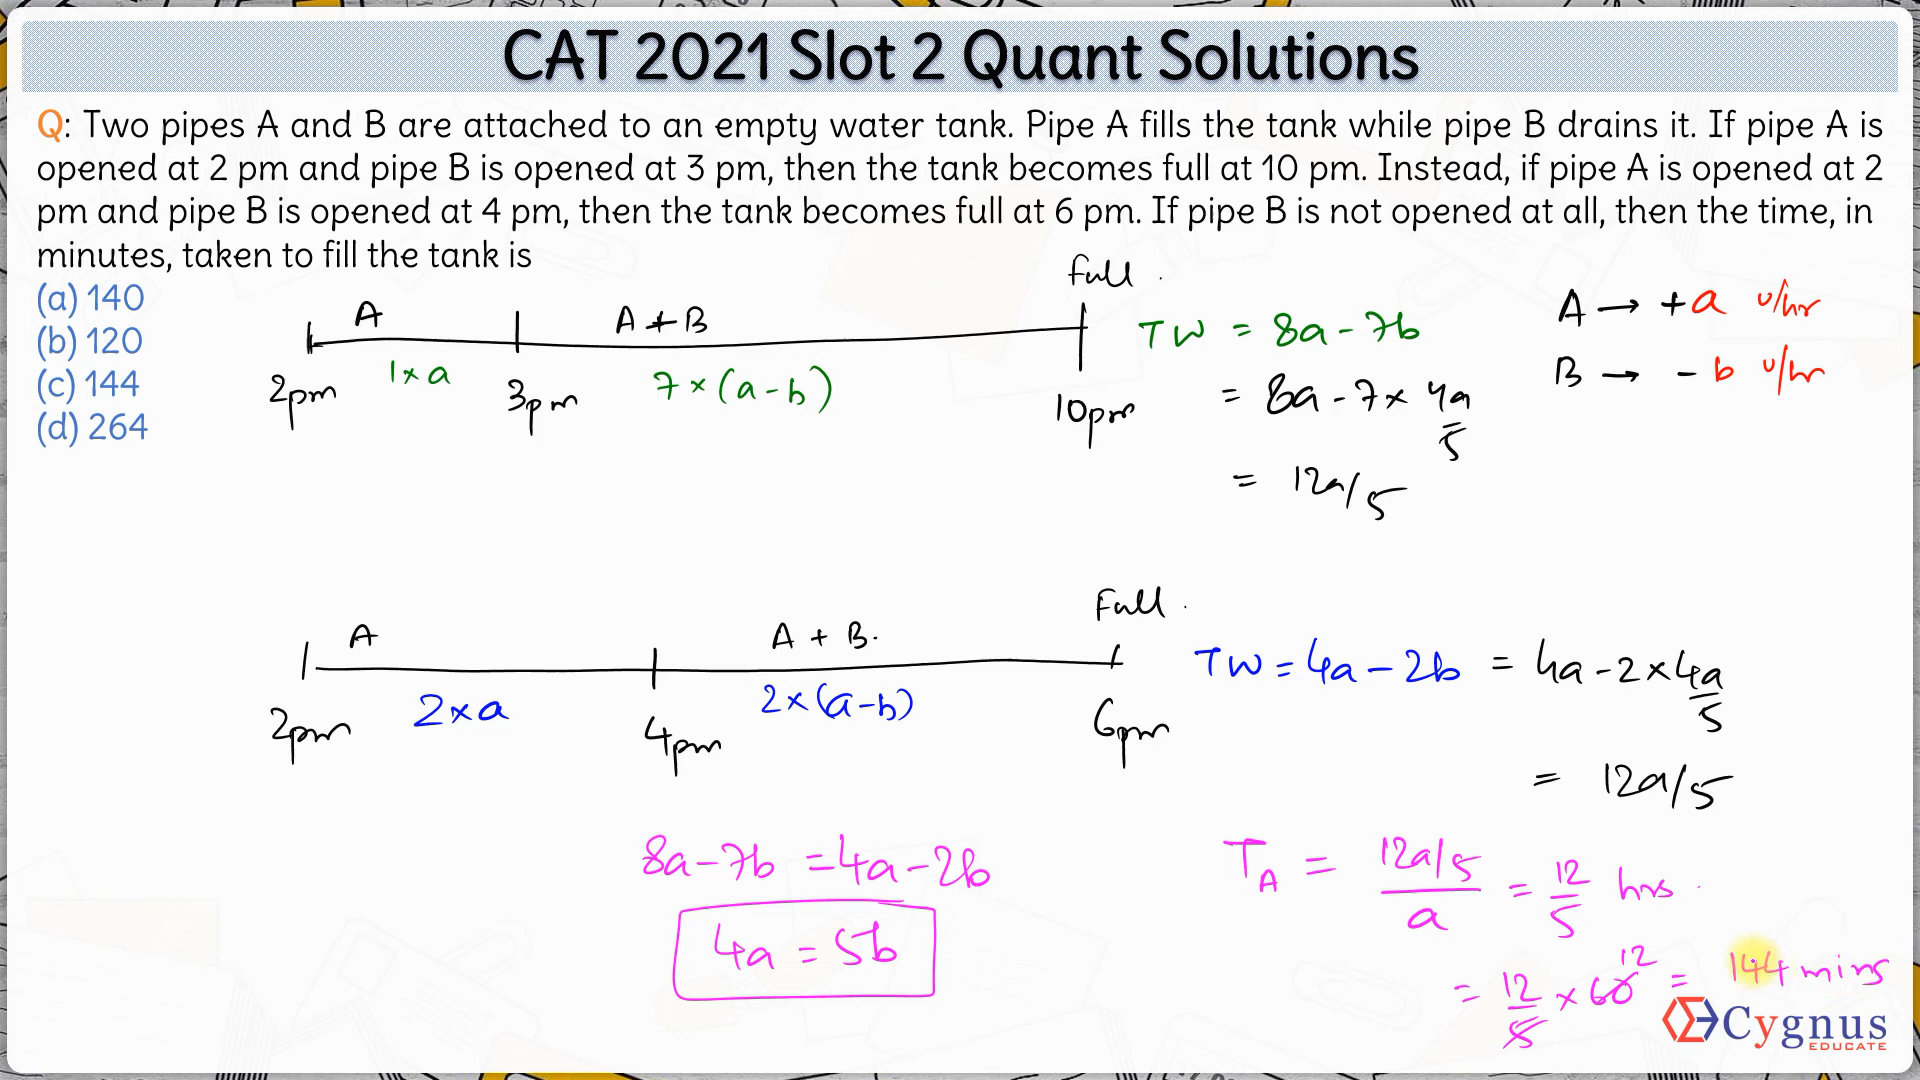 CAT 2021 Slot 2 Quant Solutions
Q: Two pipes A and B are attached to an empty water tank. Pipe A fills the tank while pipe B drains it. If pipe A is
opened at 2 pm and pipe B is opened at 3 pm, then the tank becomes full at 10 pm. Instead, if pipe A is opened at 2
pm and pipe B is opened at 4 pm, then the tank becomes full at 6 pm. If pipe B is not opened at all, then the time, in
minutes, taken to fill the tank is
(a) 140
(b) 120
(c) 144
(d) 264
Full .
A A + B
1 × a 7 × (a - b)
2pm 3pm 10pm
TW = 8a - 7b
= 8a - 7 × 4a/5
= 12a/5
A → +a u/hr
B → - b u/hr
Full .
A A + B.
2 × a 2 × (a - b)
2pm 4pm 6pm
TW = 4a - 2b = 4a - 2 × 4a/5
= 12a/5
8a - 7b = 4a - 2b
4a = 5b
T_A = 12a/5 / a = 12/5 hrs .
= 12/5 × 60 12 = 144 mins
Cygnus
EDUCATE